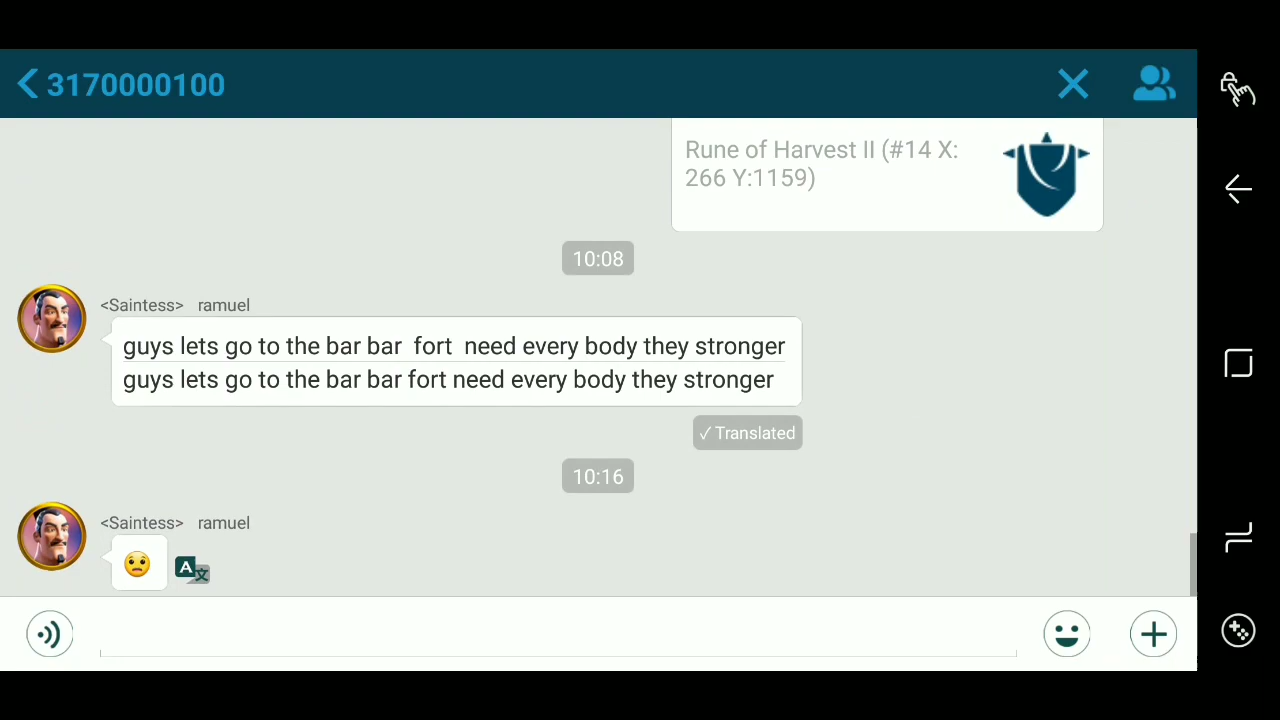 3170000100
Rune of Harvest II (#14 X:
266 Y:1159)
10:08
<Saintess> ramuel
guys lets go to the bar bar  fort  need every body they stronger
guys lets go to the bar bar fort need every body they stronger
✓ Translated
10:16
<Saintess> ramuel
😟
A文